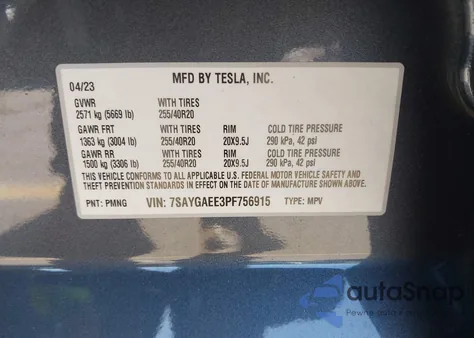 04/23 MFD BY TESLA, INC.
GVWR WITH TIRES
2571 kg (5669 lb) 255/40R20
GAWR FRT WITH TIRES RIM COLD TIRE PRESSURE
1363 kg (3004 lb) 255/40R20 20X9.5J 290 kPa, 42 psi
GAWR RR WITH TIRES RIM COLD TIRE PRESSURE
1500 kg (3306 lb) 255/40R20 20X9.5J 290 kPa, 42 psi
THIS VEHICLE CONFORMS TO ALL APPLICABLE U.S. FEDERAL MOTOR VEHICLE SAFETY AND
THEFT PREVENTION STANDARDS IN EFFECT ON THE DATE OF MANUFACTURE SHOWN ABOVE.
PNT: PMNG VIN: 7SAYGAEE3PF756915 TYPE: MPV
autoSnap